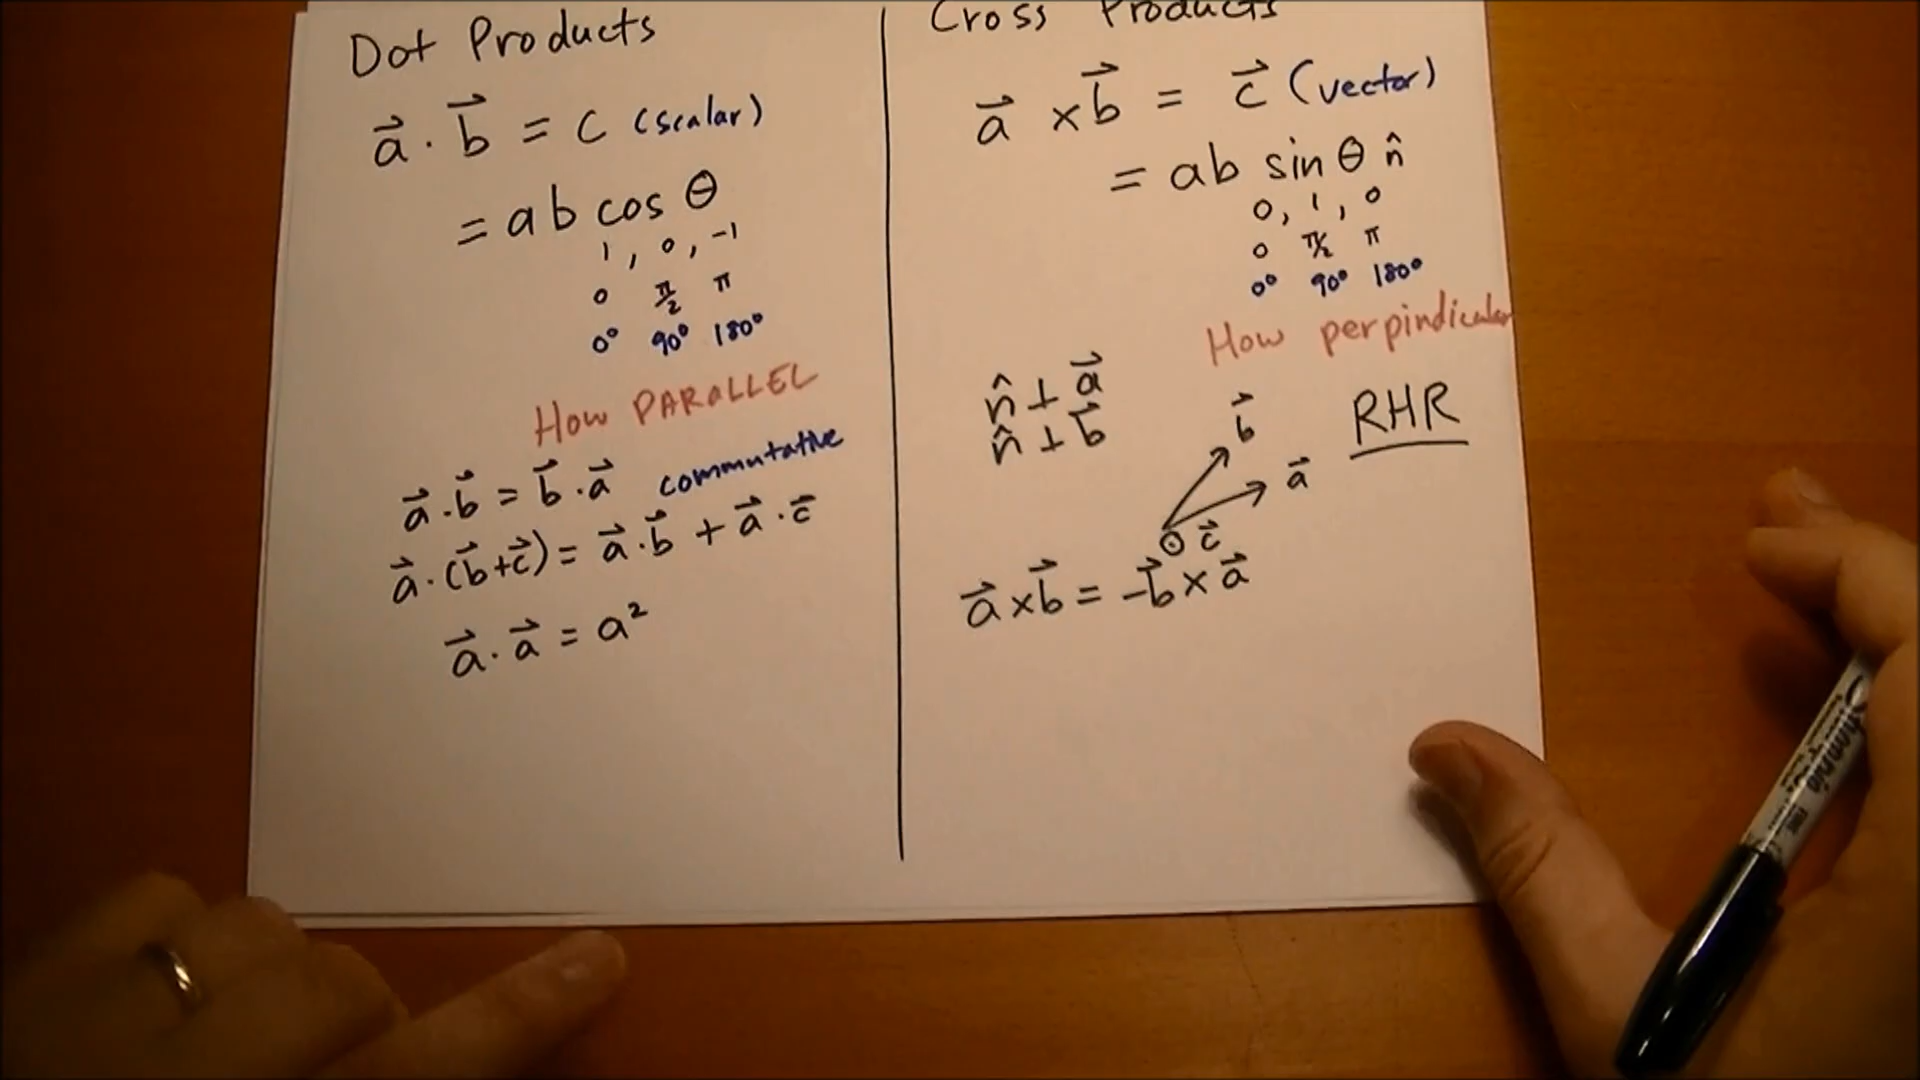 Dot Products
a⃗ · b⃗ = c (scalar)
= ab cos θ
1, 0, -1
0 π/2 π
0° 90° 180°
How PARALLEL
a⃗ · b⃗ = b⃗ · a⃗ commutative
a⃗ · (b⃗ + c⃗) = a⃗ · b⃗ + a⃗ · c⃗
a⃗ · a⃗ = a²
Cross Products
a⃗ × b⃗ = c⃗ (vector)
= ab sin θ n̂
0, 1, 0
0 π/2 π
0° 90° 180°
How perpindicular
n̂ ⊥ a⃗
n̂ ⊥ b⃗
RHR
b⃗
a⃗
c⃗
a⃗ × b⃗ = -b⃗ × a⃗
Sharpie